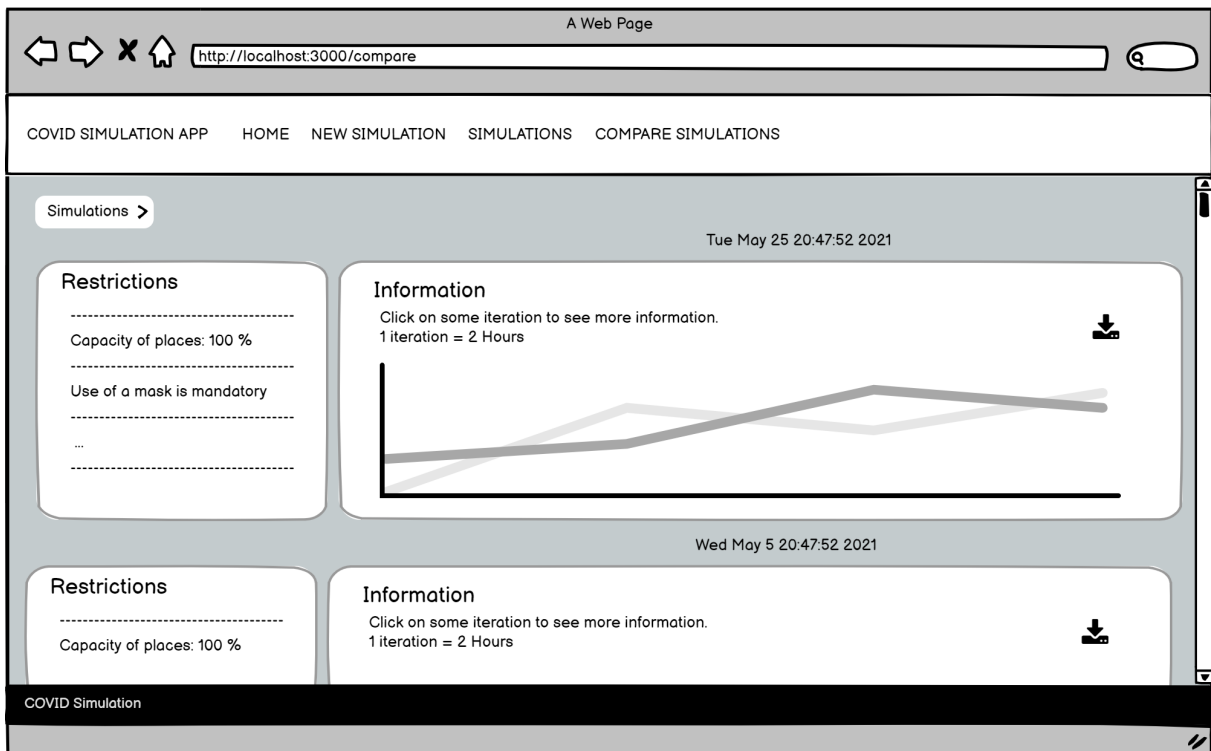 A Web Page
http://localhost:3000/compare
COVID SIMULATION APP HOME NEW SIMULATION SIMULATIONS COMPARE SIMULATIONS
Simulations >
Tue May 25 20:47:52 2021
Restrictions
Capacity of places: 100 %
Use of a mask is mandatory
...
Information
Click on some iteration to see more information.
1 iteration = 2 Hours
Wed May 5 20:47:52 2021
Restrictions
Capacity of places: 100 %
Information
Click on some iteration to see more information.
1 iteration = 2 Hours
COVID Simulation